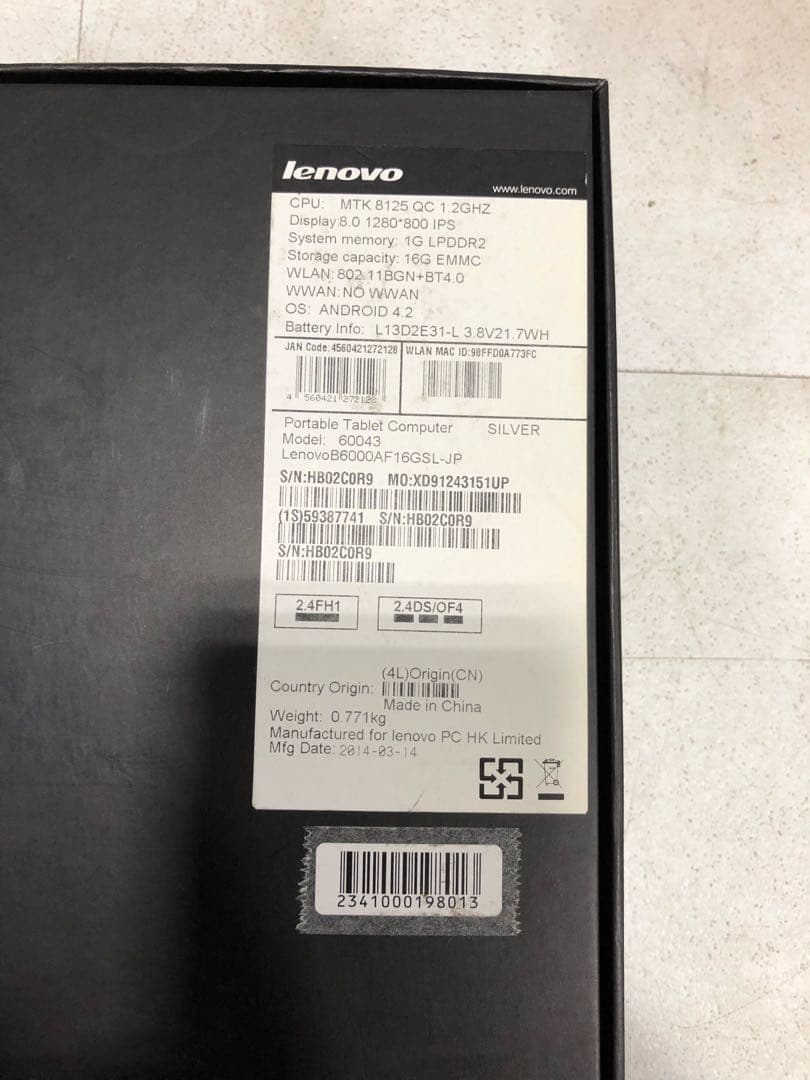 lenovo
www.lenovo.com
CPU: MTK 8125 QC 1.2GHZ
Display:8.0 1280*800 IPS
System memory: 1G LPDDR2
Storage capacity: 16G EMMC
WLAN: 802.11BGN+BT4.0
WWAN: NO WWAN
OS: ANDROID 4.2
Battery Info: L13D2E31-L 3.8V21.7WH
JAN Code:4560421272128
WLAN MAC ID:98FFD0A773FC
4 560421 272128
Portable Tablet Computer SILVER
Model: 60043
LenovoB6000AF16GSL-JP
S/N:HB02C0R9 MO:XD91243151UP
(1S)59387741 S/N:HB02C0R9
S/N:HB02C0R9
2.4FH1
2.4DS/OF4
(4L)Origin(CN)
Country Origin:
Made in China
Weight: 0.771kg
Manufactured for lenovo PC HK Limited
Mfg Date: 2014-03-14
2341000198013